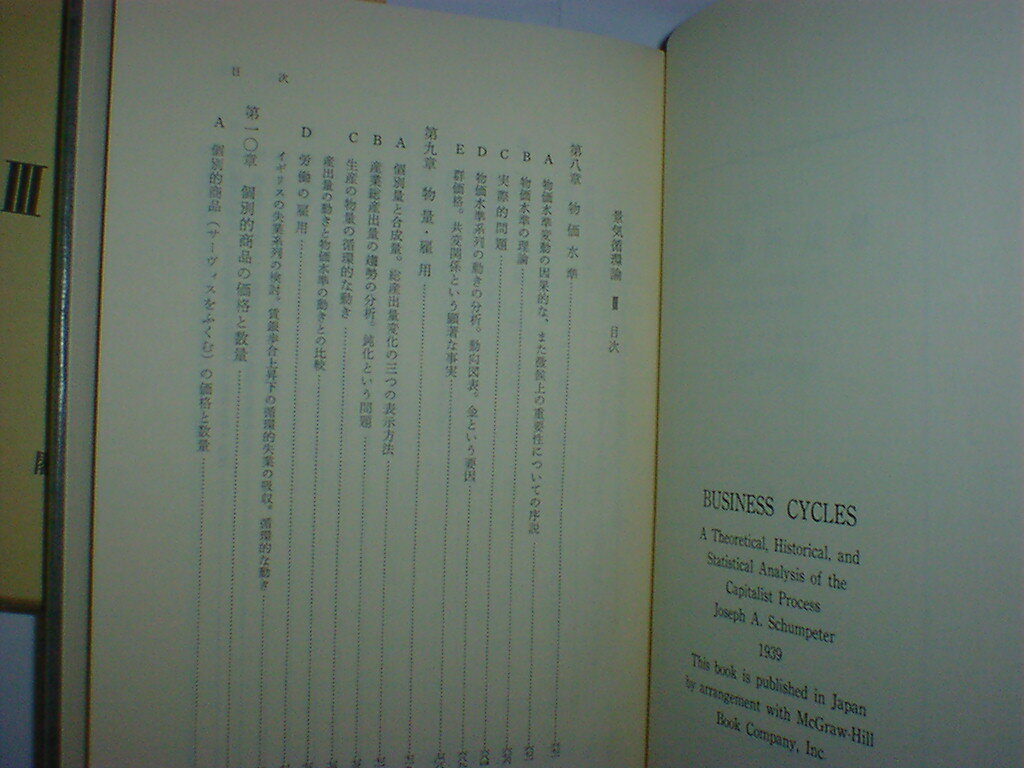 BUSINESS CYCLES
A Theoretical, Historical, and
Statistical Analysis of the
Capitalist Process
Joseph A. Schumpeter
1939
This book is published in Japan
by arrangement with McGraw-Hill
Book Company, Inc
景気循環論 Ⅲ 目次
第八章 物価水準
A 物価水準変動の因果的な、また徴候上の重要性についての序説
B 物価水準の理論
C 実際的問題
D 物価水準系列の動きの分析。動向図表。金という要因
E 群価格。共変関係という顕著な事実
第九章 物量・雇用
A 個別量と合成量。総産出量変化の三つの表示方法
B 産業総産出量の趨勢の分析。鈍化という問題
C 生産の物量の循環的な動き
産出量の動きと物価水準の動きとの比較
D 労働の雇用
イギリスの失業系列の検討。賃銀率合上昇下の循環的失業の吸収。循環的な動き
第一〇章 個別的商品の価格と数量
A 個別的商品(サーヴィスをふくむ)の価格と数量
目次
Ⅲ